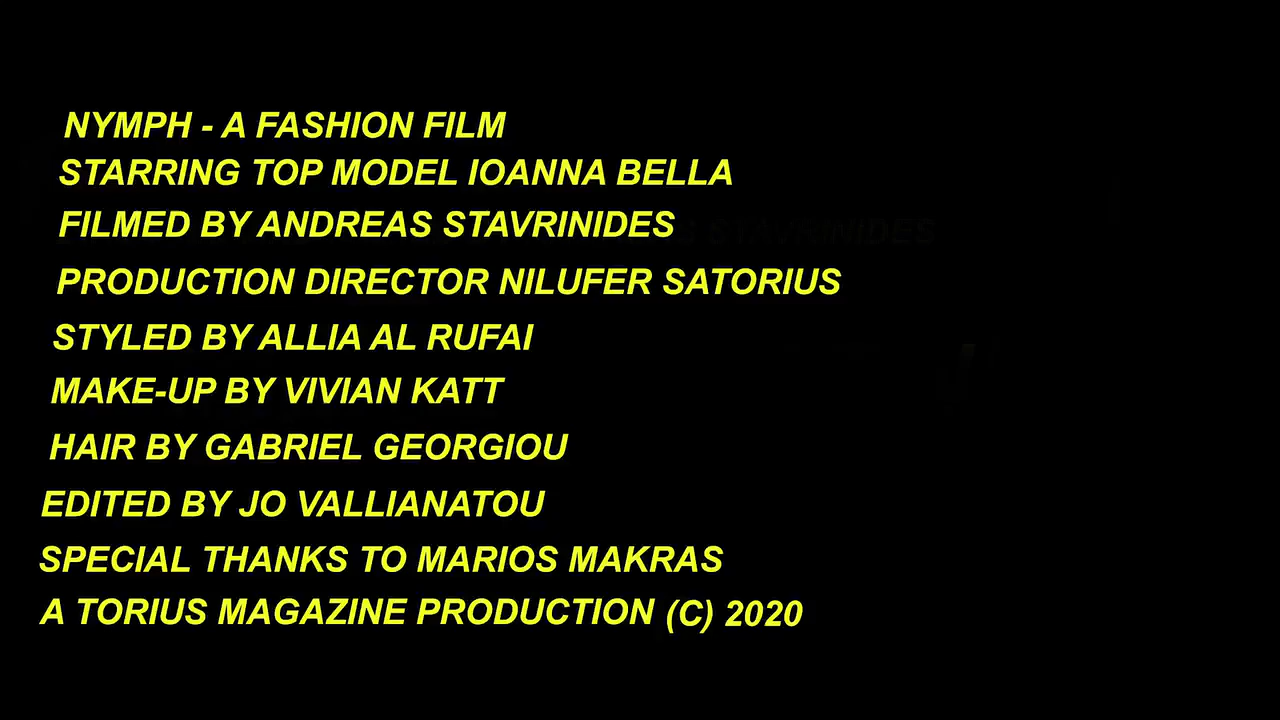 NYMPH - A FASHION FILM
STARRING TOP MODEL IOANNA BELLA
FILMED BY ANDREAS STAVRINIDES
PRODUCTION DIRECTOR NILUFER SATORIUS
STYLED BY ALLIA AL RUFAI
MAKE-UP BY VIVIAN KATT
HAIR BY GABRIEL GEORGIOU
EDITED BY JO VALLIANATOU
SPECIAL THANKS TO MARIOS MAKRAS
A TORIUS MAGAZINE PRODUCTION (C) 2020